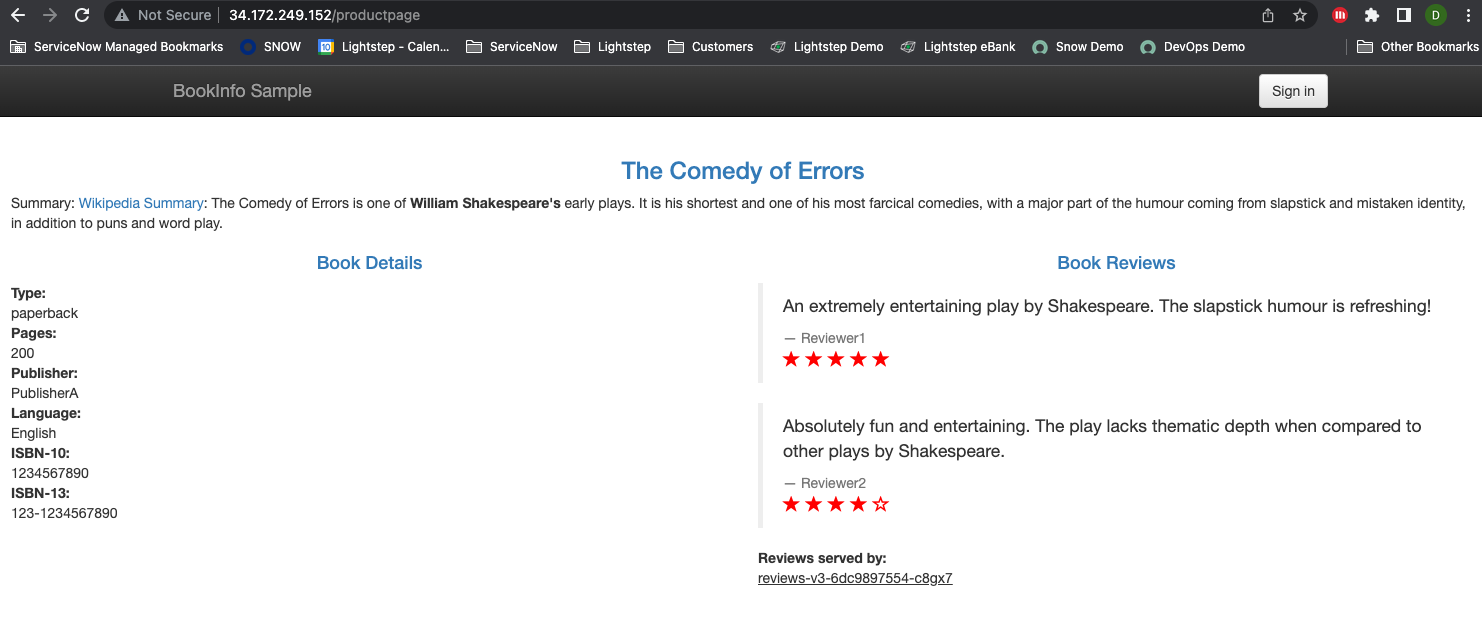 Not Secure 34.172.249.152/productpage D
ServiceNow Managed Bookmarks SNOW 10 Lightstep - Calen... ServiceNow Lightstep Customers Lightstep Demo Lightstep eBank Snow Demo DevOps Demo Other Bookmarks
BookInfo Sample Sign in
The Comedy of Errors
Summary: Wikipedia Summary: The Comedy of Errors is one of William Shakespeare's early plays. It is his shortest and one of his most farcical comedies, with a major part of the humour coming from slapstick and mistaken identity,
in addition to puns and word play.
Book Details
Type:
paperback
Pages:
200
Publisher:
PublisherA
Language:
English
ISBN-10:
1234567890
ISBN-13:
123-1234567890
Book Reviews
An extremely entertaining play by Shakespeare. The slapstick humour is refreshing!
— Reviewer1
Absolutely fun and entertaining. The play lacks thematic depth when compared to
other plays by Shakespeare.
— Reviewer2
Reviews served by:
reviews-v3-6dc9897554-c8gx7